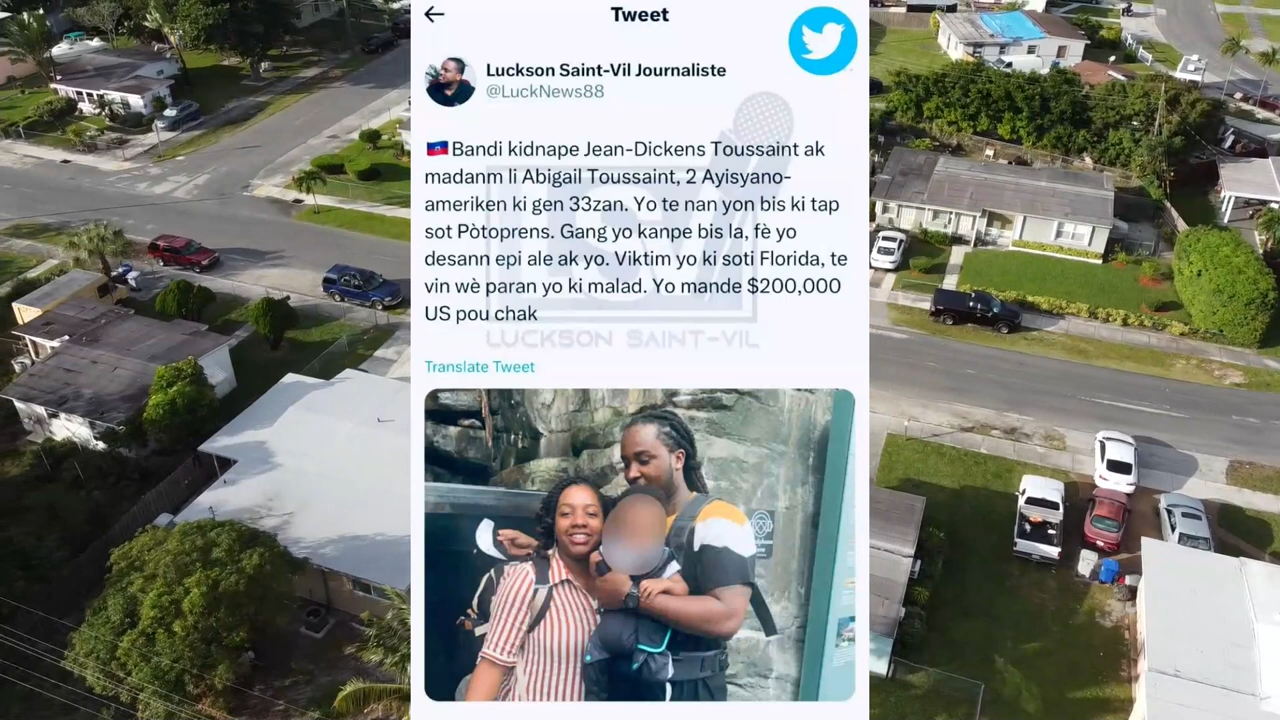 Tweet
Luckson Saint-Vil Journaliste
@LuckNews88
🇭🇹Bandi kidnape Jean-Dickens Toussaint ak
madanm li Abigail Toussaint, 2 Ayisyano-
ameriken ki gen 33zan. Yo te nan yon bis ki tap
sot Pòtoprens. Gang yo kanpe bis la, fè yo
desann epi ale ak yo. Viktim yo ki soti Florida, te
vin wè paran yo ki malad. Yo mande $200,000
US pou chak
LSV
LUCKSON SAINT-VIL
Translate Tweet